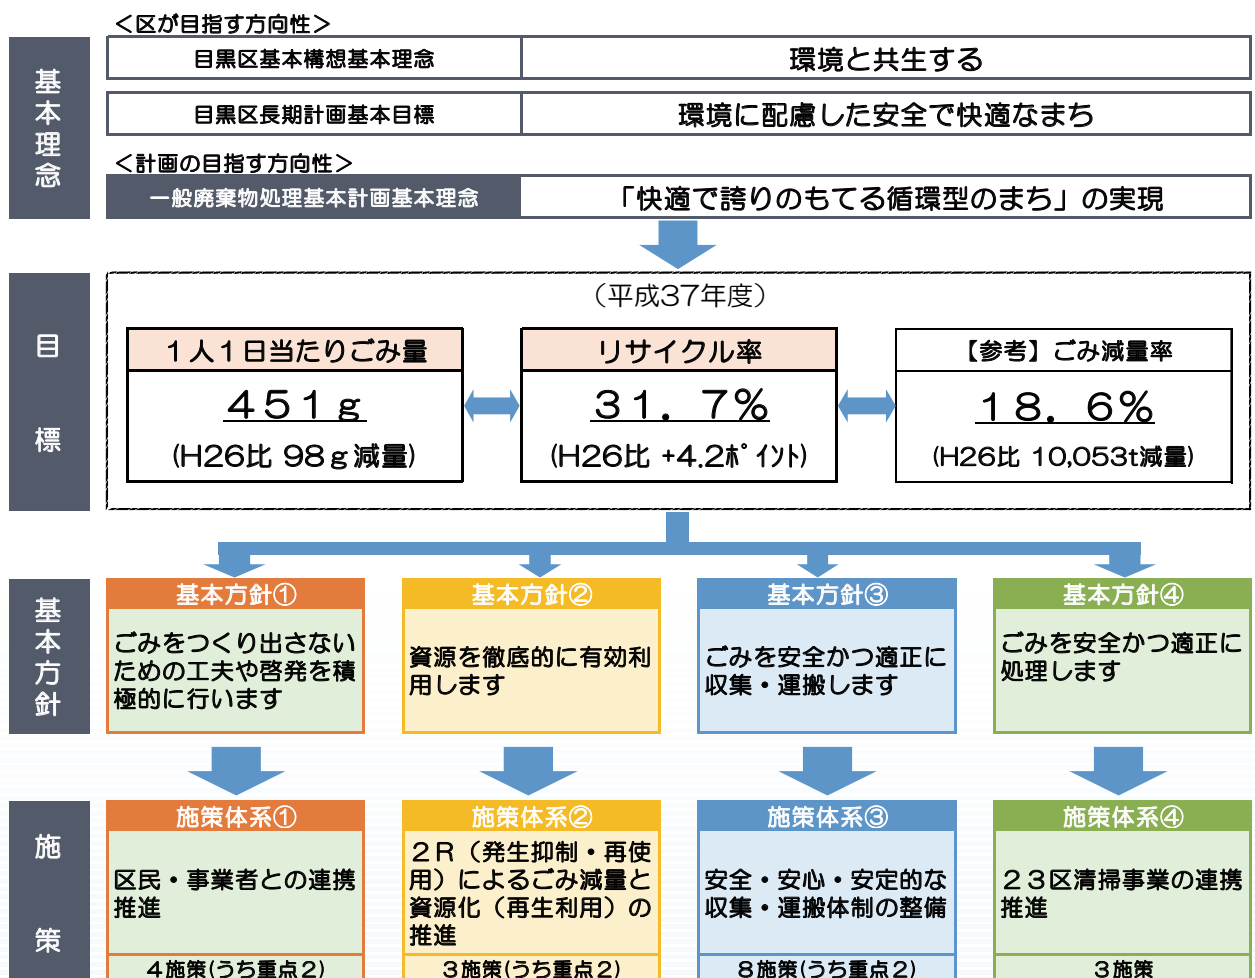 ＜区が目指す方向性＞
基本理念
目黒区基本構想基本理念
環境と共生する
目黒区長期計画基本目標
環境に配慮した安全で快適なまち
＜計画の目指す方向性＞
一般廃棄物処理基本計画基本理念
「快適で誇りのもてる循環型のまち」の実現
目標
（平成37年度）
１人１日当たりごみ量
４５１ｇ
(H26比 98ｇ減量)
リサイクル率
３１．７％
(H26比 +4.2ﾎﾟｲﾝﾄ)
【参考】ごみ減量率
１８．６％
(H26比 10,053t減量)
基本方針
基本方針①
ごみをつくり出さない
ための工夫や啓発を積
極的に行います
基本方針②
資源を徹底的に有効利
用します
基本方針③
ごみを安全かつ適正に
収集・運搬します
基本方針④
ごみを安全かつ適正に
処理します
施策
施策体系①
区民・事業者との連携
推進
４施策(うち重点２)
施策体系②
２Ｒ（発生抑制・再使
用）によるごみ減量と
資源化（再生利用）の
推進
３施策(うち重点２)
施策体系③
安全・安心・安定的な
収集・運搬体制の整備
８施策(うち重点２)
施策体系④
２３区清掃事業の連携
推進
３施策